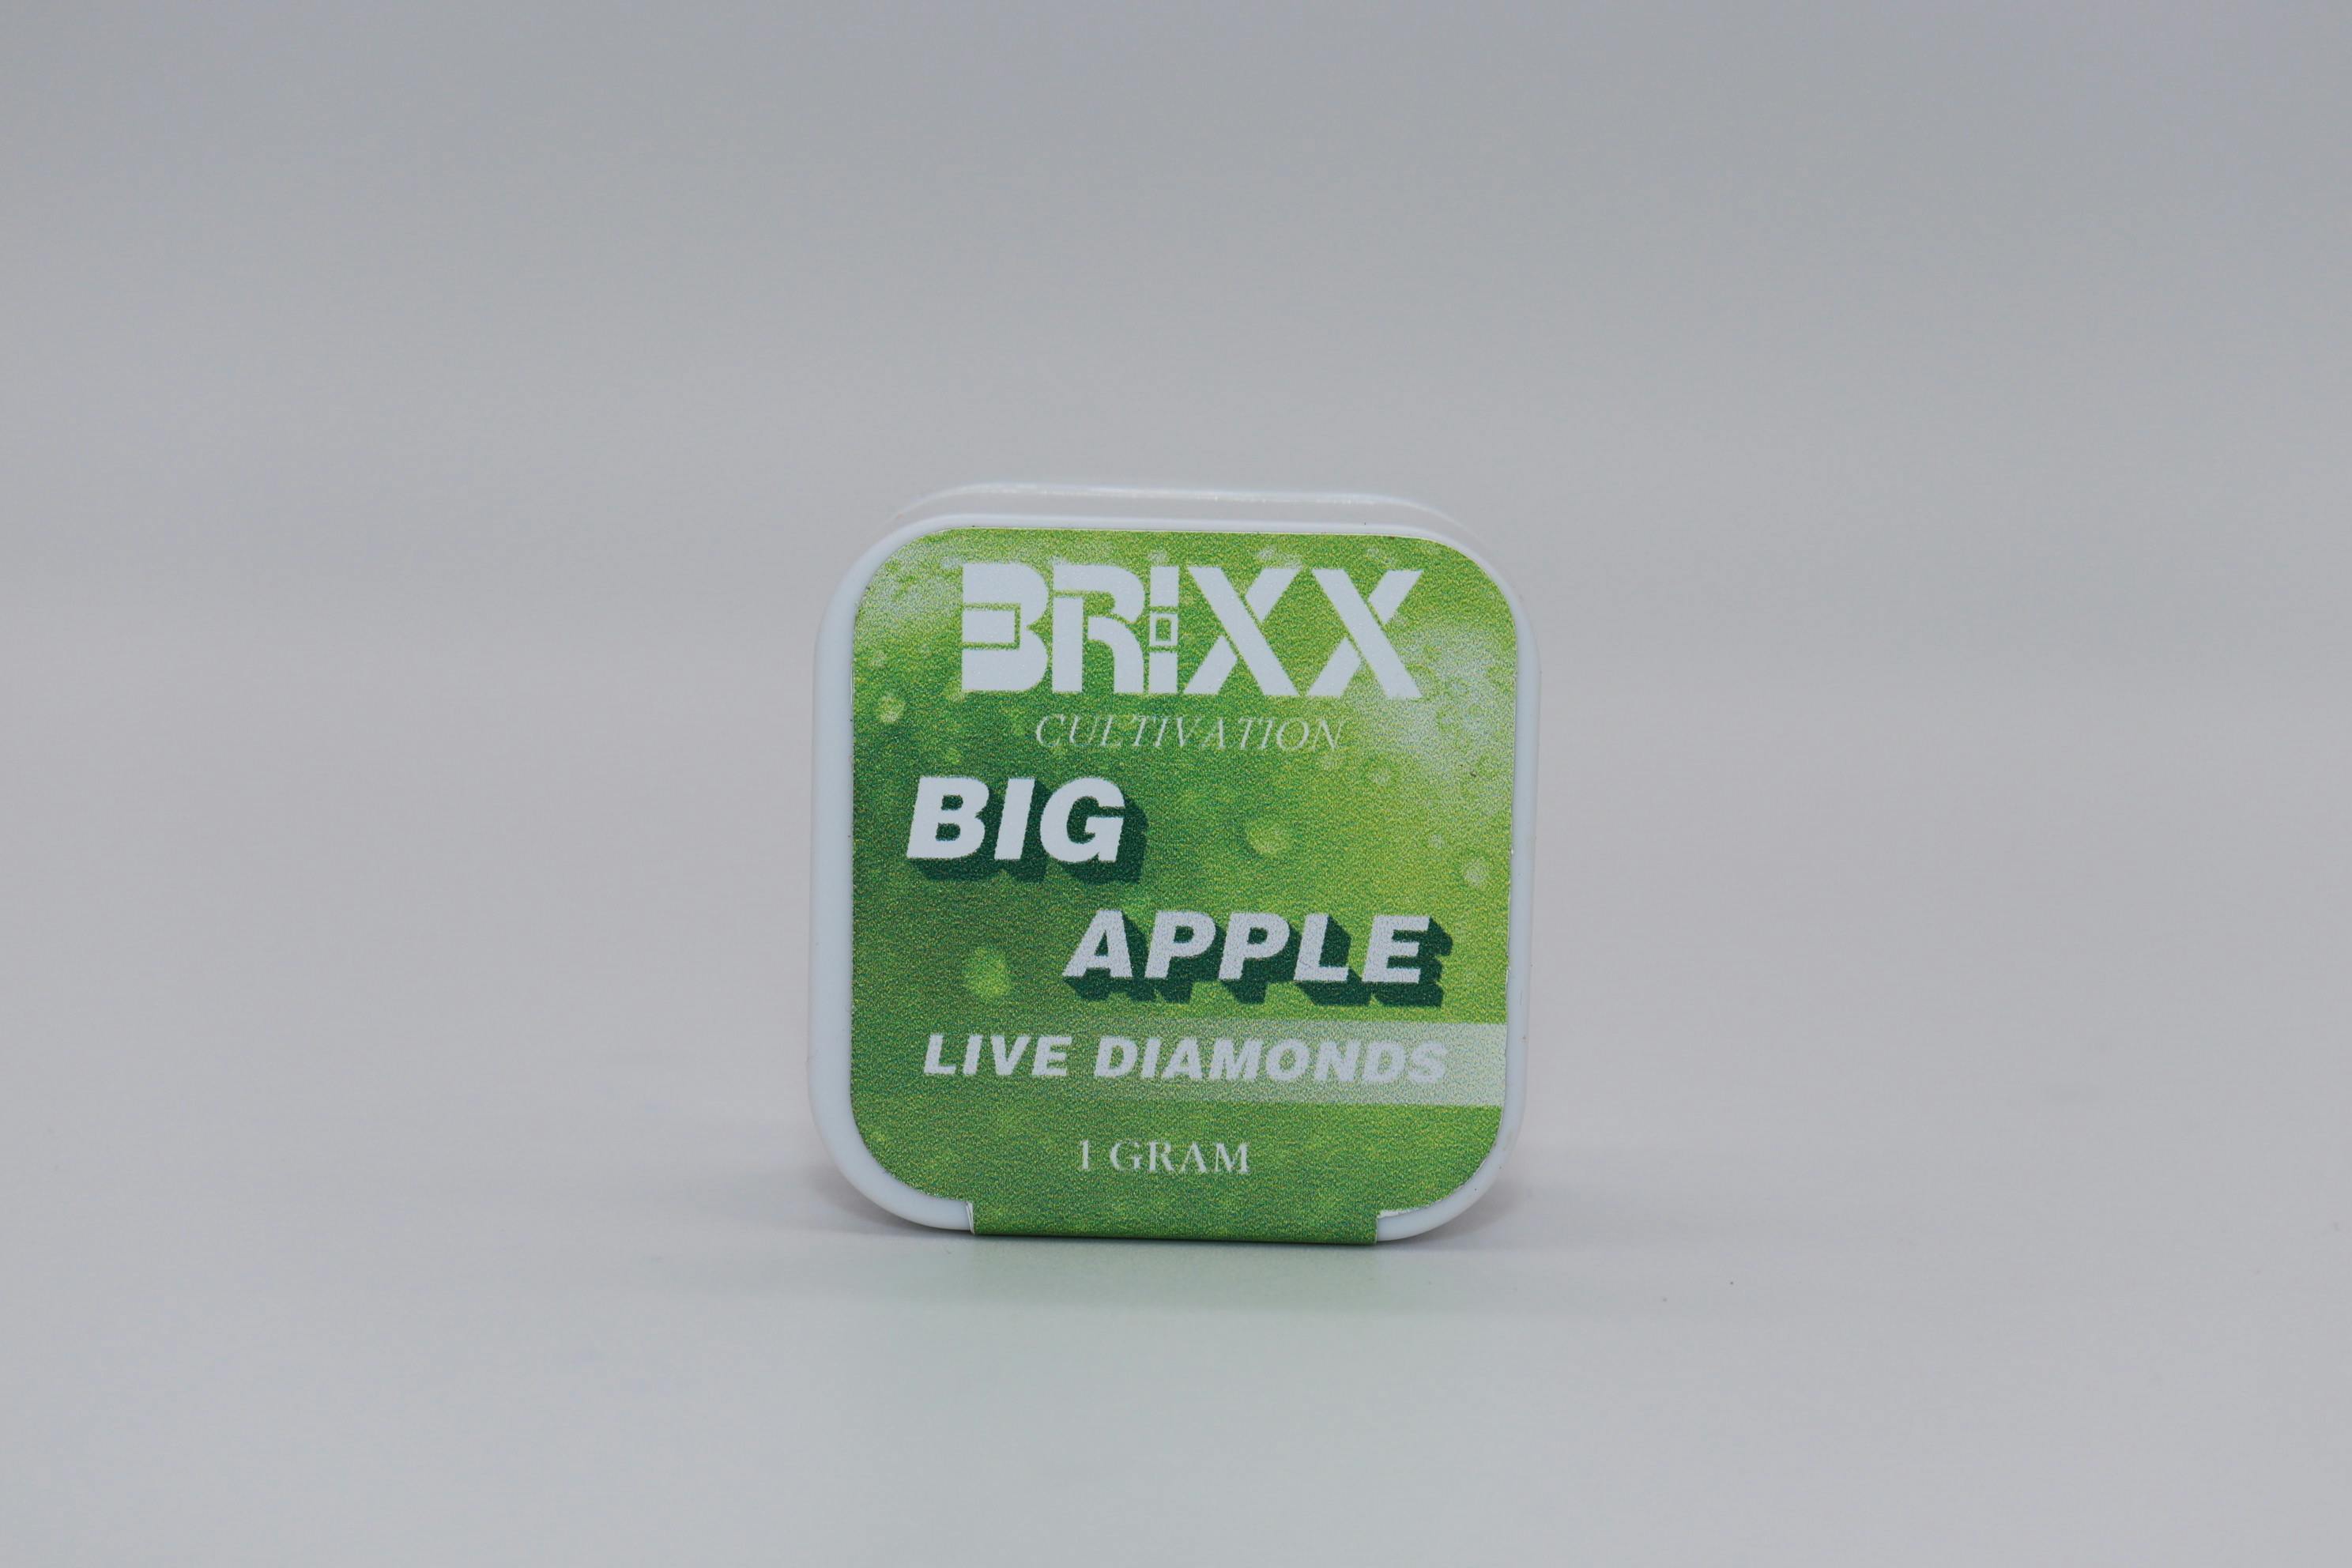 BRiXX
CULTIVATION
BIG
APPLE
LIVE DIAMONDS
1 GRAM